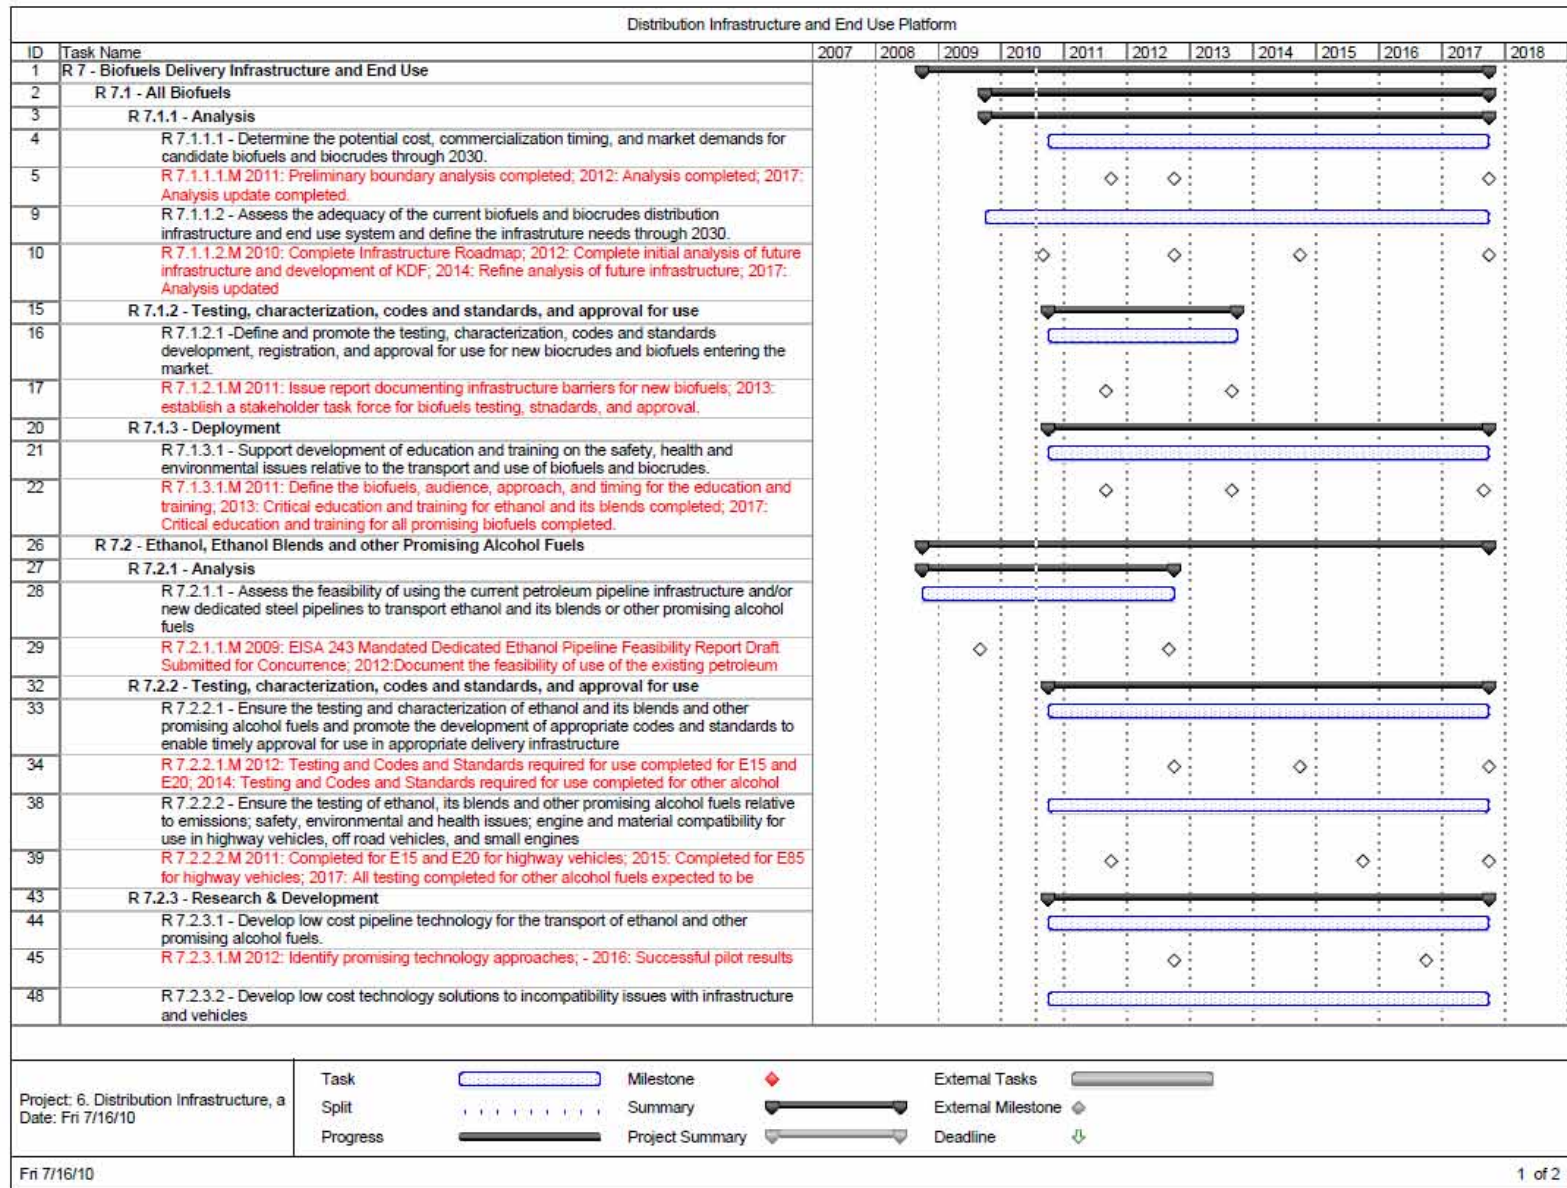 Distribution Infrastructure and End Use Platform
ID Task Name 2007 2008 2009 2010 2011 2012 2013 2014 2015 2016 2017 2018
1 R 7 - Biofuels Delivery Infrastructure and End Use
2 R 7.1 - All Biofuels
3 R 7.1.1 - Analysis
4 R 7.1.1.1 - Determine the potential cost, commercialization timing, and market demands for
candidate biofuels and biocrudes through 2030.
5 R 7.1.1.1.M 2011: Preliminary boundary analysis completed; 2012: Analysis completed; 2017:
Analysis update completed.
9 R 7.1.1.2 - Assess the adequacy of the current biofuels and biocrudes distribution
infrastructure and end use system and define the infrastruture needs through 2030.
10 R 7.1.1.2.M 2010: Complete Infrastructure Roadmap; 2012: Complete initial analysis of future
infrastructure and development of KDF; 2014: Refine analysis of future infrastructure; 2017:
Analysis updated
15 R 7.1.2 - Testing, characterization, codes and standards, and approval for use
16 R 7.1.2.1 -Define and promote the testing, characterization, codes and standards
development, registration, and approval for use for new biocrudes and biofuels entering the
market.
17 R 7.1.2.1.M 2011: Issue report documenting infrastructure barriers for new biofuels; 2013:
establish a stakeholder task force for biofuels testing, stnadards, and approval.
20 R 7.1.3 - Deployment
21 R 7.1.3.1 - Support development of education and training on the safety, health and
environmental issues relative to the transport and use of biofuels and biocrudes.
22 R 7.1.3.1.M 2011: Define the biofuels, audience, approach, and timing for the education and
training; 2013: Critical education and training for ethanol and its blends completed; 2017:
Critical education and training for all promising biofuels completed.
26 R 7.2 - Ethanol, Ethanol Blends and other Promising Alcohol Fuels
27 R 7.2.1 - Analysis
28 R 7.2.1.1 - Assess the feasibility of using the current petroleum pipeline infrastructure and/or
new dedicated steel pipelines to transport ethanol and its blends or other promising alcohol
fuels
29 R 7.2.1.1.M 2009: EISA 243 Mandated Dedicated Ethanol Pipeline Feasibility Report Draft
Submitted for Concurrence; 2012:Document the feasibility of use of the existing petroleum
32 R 7.2.2 - Testing, characterization, codes and standards, and approval for use
33 R 7.2.2.1 - Ensure the testing and characterization of ethanol and its blends and other
promising alcohol fuels and promote the development of appropriate codes and standards to
enable timely approval for use in appropriate delivery infrastructure
34 R 7.2.2.1.M 2012: Testing and Codes and Standards required for use completed for E15 and
E20; 2014: Testing and Codes and Standards required for use completed for other alcohol
38 R 7.2.2.2 - Ensure the testing of ethanol, its blends and other promising alcohol fuels relative
to emissions; safety, environmental and health issues; engine and material compatibility for
use in highway vehicles, off road vehicles, and small engines
39 R 7.2.2.2.M 2011: Completed for E15 and E20 for highway vehicles; 2015: Completed for E85
for highway vehicles; 2017: All testing completed for other alcohol fuels expected to be
43 R 7.2.3 - Research & Development
44 R 7.2.3.1 - Develop low cost pipeline technology for the transport of ethanol and other
promising alcohol fuels.
45 R 7.2.3.1.M 2012: Identify promising technology approaches; - 2016: Successful pilot results
48 R 7.2.3.2 - Develop low cost technology solutions to incompatibility issues with infrastructure
and vehicles
Project: 6. Distribution Infrastructure, a
Date: Fri 7/16/10
Task Milestone External Tasks
Split Summary External Milestone
Progress Project Summary Deadline
Fri 7/16/10 1 of 2